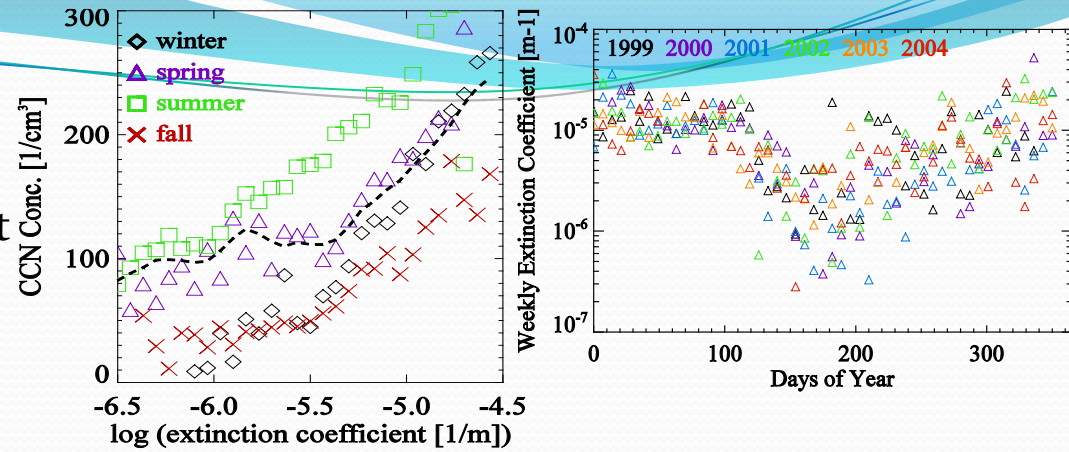 300
200
100
0
CCN Conc. [1/cm³]
winter
spring
summer
fall
-6.5 -6.0 -5.5 -5.0 -4.5
log (extinction coefficient [1/m])
t
Weekly Extinction Coefficient [m-1]
10-4
10-5
10-6
10-7
1999 2000 2001 2002 2003 2004
0 100 200 300
Days of Year